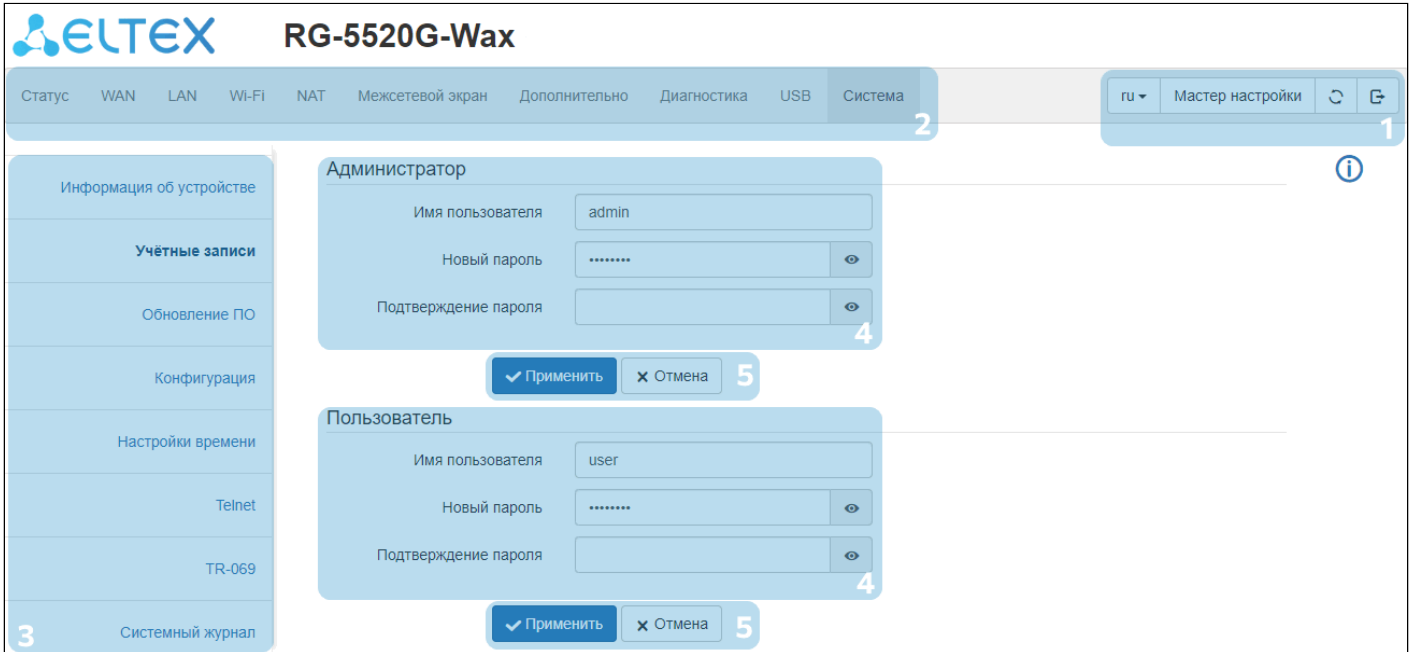 ELTEX RG-5520G-Wax
Статус WAN LAN Wi-Fi NAT Межсетевой экран Дополнительно Диагностика USB Система ru Мастер настройки
2 1
Администратор
Информация об устройстве
Имя пользователя admin
Учётные записи
Новый пароль ••••••••
Подтверждение пароля
Обновление ПО
4
Конфигурация
Применить Отмена 5
Пользователь
Настройки времени
Имя пользователя user
Telnet
Новый пароль ••••••••
Подтверждение пароля
TR-069
4
Применить Отмена 5
3 Системный журнал